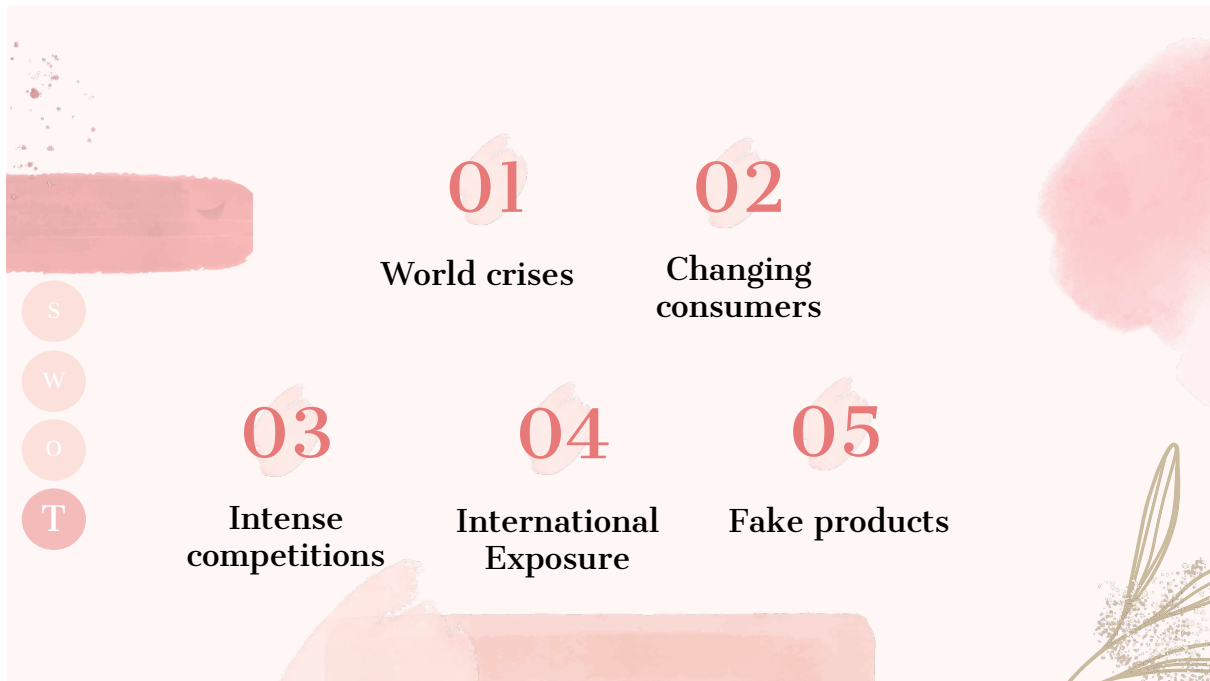 01
02
World crises
Changing
consumers
S
W
O
T
03
04
05
Intense
competitions
International
Exposure
Fake products